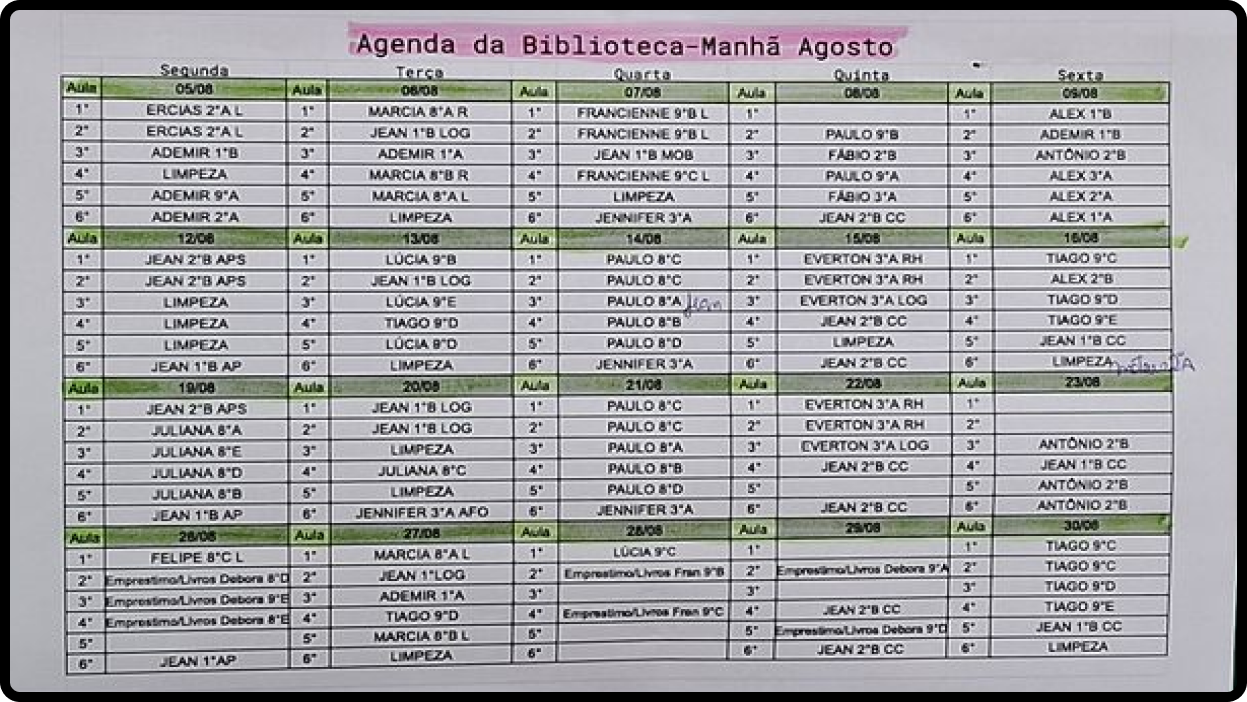 Agenda da Biblioteca-Manhã Agosto
Segunda Terça Quarta Quinta Sexta
Aula 05/08 Aula 06/08 Aula 07/08 Aula 08/08 Aula 09/08
1° ERCIAS 2°A L 1° MARCIA 8°A R 1° FRANCIENNE 9°B L 1° 1° ALEX 1°B
2° ERCIAS 2°A L 2° JEAN 1°B LOG 2° FRANCIENNE 9°B L 2° PAULO 9°B 2° ADEMIR 1°B
3° ADEMIR 1°B 3° ADEMIR 1°A 3° JEAN 1°B MOB 3° FÁBIO 2°B 3° ANTÔNIO 2°B
4° LIMPEZA 4° MARCIA 8°B R 4° FRANCIENNE 9°C L 4° PAULO 9°A 4° ALEX 3°A
5° ADEMIR 9°A 5° MARCIA 8°A L 5° LIMPEZA 5° FÁBIO 3°A 5° ALEX 2°A
6° ADEMIR 2°A 6° LIMPEZA 6° JENNIFER 3°A 6° JEAN 2°B CC 6° ALEX 1°A
Aula 12/08 Aula 13/08 Aula 14/08 Aula 15/08 Aula 16/08
1° JEAN 2°B APS 1° LÚCIA 9°B 1° PAULO 8°C 1° EVERTON 3°A RH 1° TIAGO 9°C
2° JEAN 2°B APS 2° JEAN 1°B LOG 2° PAULO 8°C 2° EVERTON 3°A RH 2° ALEX 2°B
3° LIMPEZA 3° LÚCIA 9°E 3° PAULO 8°A Jean 3° EVERTON 3°A LOG 3° TIAGO 9°D
4° LIMPEZA 4° TIAGO 9°D 4° PAULO 8°B 4° JEAN 2°B CC 4° TIAGO 9°E
5° LIMPEZA 5° LÚCIA 9°D 5° PAULO 8°D 5° LIMPEZA 5° JEAN 1°B CC
6° JEAN 1°B AP 6° LIMPEZA 6° JENNIFER 3°A 6° JEAN 2°B CC 6° LIMPEZA
Aula 19/08 Aula 20/08 Aula 21/08 Aula 22/08 Aula 23/08
1° JEAN 2°B APS 1° JEAN 1°B LOG 1° PAULO 8°C 1° EVERTON 3°A RH 1°
2° JULIANA 8°A 2° JEAN 1°B LOG 2° PAULO 8°C 2° EVERTON 3°A RH 2°
3° JULIANA 8°E 3° LIMPEZA 3° PAULO 8°A 3° EVERTON 3°A LOG 3° ANTÔNIO 2°B
4° JULIANA 8°D 4° JULIANA 8°C 4° PAULO 8°B 4° JEAN 2°B CC 4° JEAN 1°B CC
5° JULIANA 8°B 5° LIMPEZA 5° PAULO 8°D 5° 5° ANTÔNIO 2°B
6° JEAN 1°B AP 6° JENNIFER 3°A AFO 6° JENNIFER 3°A 6° JEAN 2°B CC 6° ANTÔNIO 2°B
Aula 26/08 Aula 27/08 Aula 28/08 Aula 29/08 Aula 30/08
1° FELIPE 8°C L 1° MARCIA 8°A L 1° LÚCIA 9°C 1° 1° TIAGO 9°C
2° Emprestimo/Livros Debora 8°D 2° JEAN 1°LOG 2° Emprestimo/Livros Fran 9°B 2° Emprestimo/Livros Debora 9°A 2° TIAGO 9°C
3° Emprestimo/Livros Debora 9°E 3° ADEMIR 1°A 3° 3° 3° TIAGO 9°D
4° Emprestimo/Livros Debora 8°E 4° TIAGO 9°D 4° Emprestimo/Livros Fran 9°C 4° JEAN 2°B CC 4° TIAGO 9°E
5° 5° MARCIA 8°B L 5° 5° Emprestimo/Livros Debora 9°D 5° JEAN 1°B CC
6° JEAN 1°AP 6° LIMPEZA 6° 6° JEAN 2°B CC 6° LIMPEZA